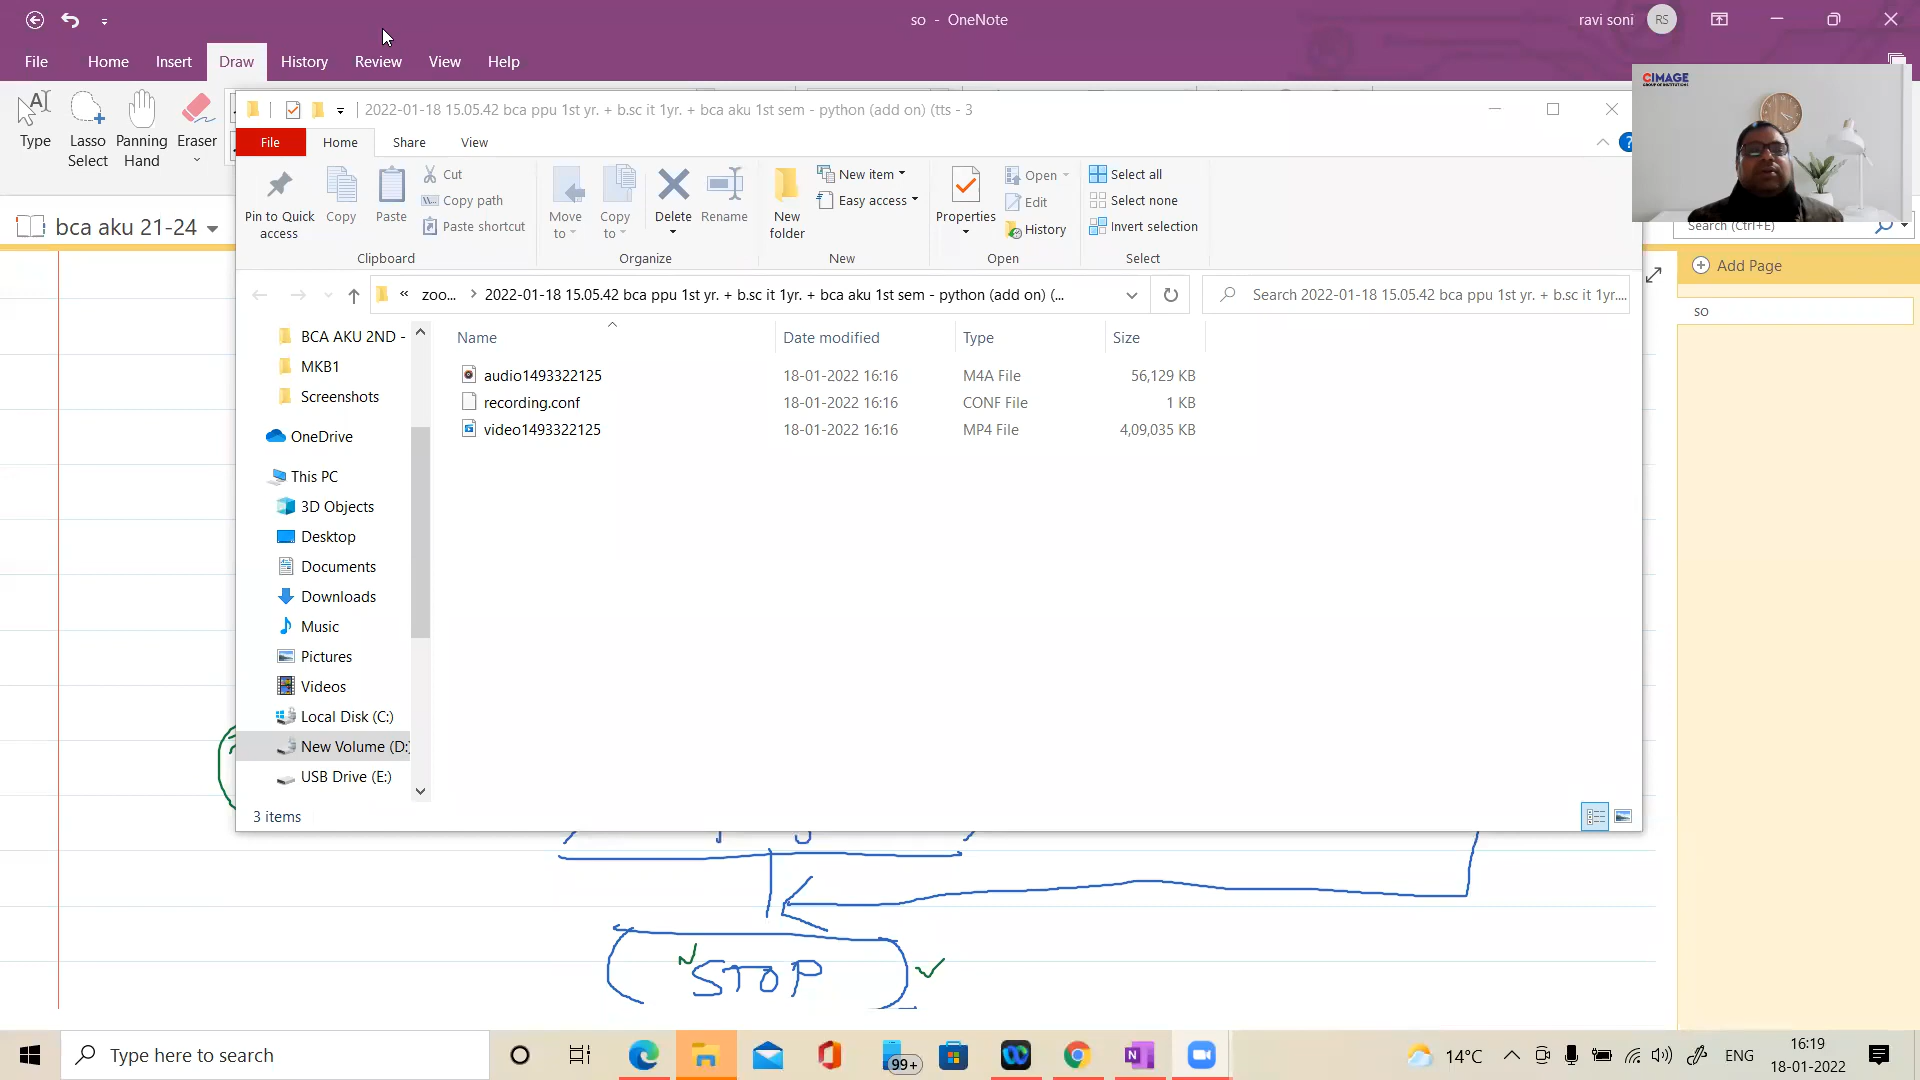 so - OneNote
ravi soni
RS
File Home Insert Draw History Review View Help
Type
Lasso Select
Panning Hand
Eraser
2022-01-18 15.05.42 bca ppu 1st yr. + b.sc it 1yr. + bca aku 1st sem - python (add on) (tts - 3
CIMAGE
GROUP OF INSTITUTIONS
File Home Share View
?
Pin to Quick access
Copy
Paste
Cut
Copy path
Paste shortcut
Clipboard
Move to
Copy to
Delete
Rename
Organize
New folder
New item
Easy access
New
Properties
Open
Edit
History
Open
Select all
Select none
Invert selection
Select
bca aku 21-24
Search (Ctrl+E)
Add Page
so
« zoo... > 2022-01-18 15.05.42 bca ppu 1st yr. + b.sc it 1yr. + bca aku 1st sem - python (add on) (...
Search 2022-01-18 15.05.42 bca ppu 1st yr. + b.sc it 1yr....
Name Date modified Type Size
audio1493322125 18-01-2022 16:16 M4A File 56,129 KB
recording.conf 18-01-2022 16:16 CONF File 1 KB
video1493322125 18-01-2022 16:16 MP4 File 4,09,035 KB
BCA AKU 2ND -
MKB1
Screenshots
OneDrive
This PC
3D Objects
Desktop
Documents
Downloads
Music
Pictures
Videos
Local Disk (C:)
New Volume (D:)
USB Drive (E:)
3 items
STOP
Type here to search
99+
14°C
ENG
16:19
18-01-2022